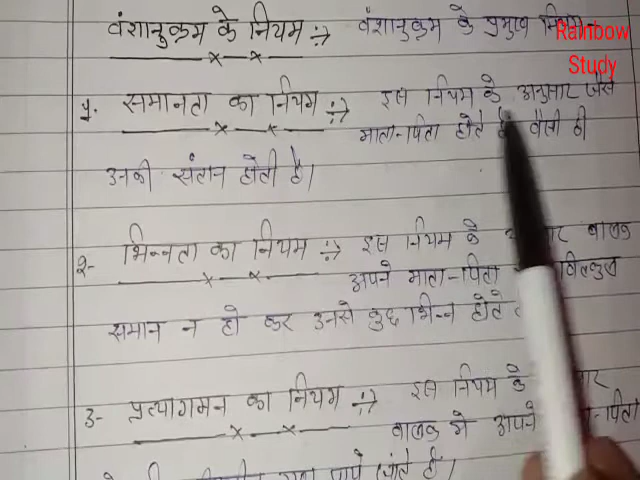 वंशानुक्रम के नियम :- वंशानुक्रम के प्रमुख
Rainbow Study
1. समानता का नियम :- इस नियम के अनुसार जैसे
माता-पिता होते हैं वैसी ही
उनकी संतान होती है।
2- भिन्नता का नियम :- इस नियम के बालक
अपने माता-पिता बिल्कुल
समान न हो कर उनसे कुछ भिन्न होते
3- प्रत्यागमन का नियम :- इस नियम के
बालक में अपने
पाये जाते हैं।